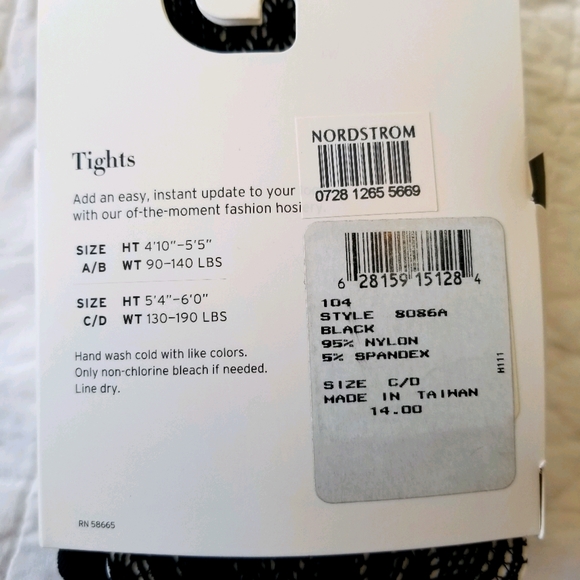 Tights
Add an easy, instant update to your
with our of-the-moment fashion hosi
SIZE HT 4'10"–5'5"
A/B WT 90–140 LBS
SIZE HT 5'4"–6'0"
C/D WT 130–190 LBS
Hand wash cold with like colors.
Only non-chlorine bleach if needed.
Line dry.
RN 58665
NORDSTROM
0728 1265 5669
6 28159 15128 4
104
STYLE 8086A
BLACK
95% NYLON
5% SPANDEX
SIZE C/D
MADE IN TAIWAN
14.00
H111